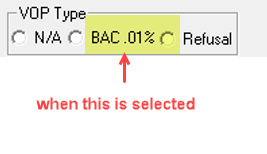 VOP Type
N/A BAC .01% Refusal
when this is selected